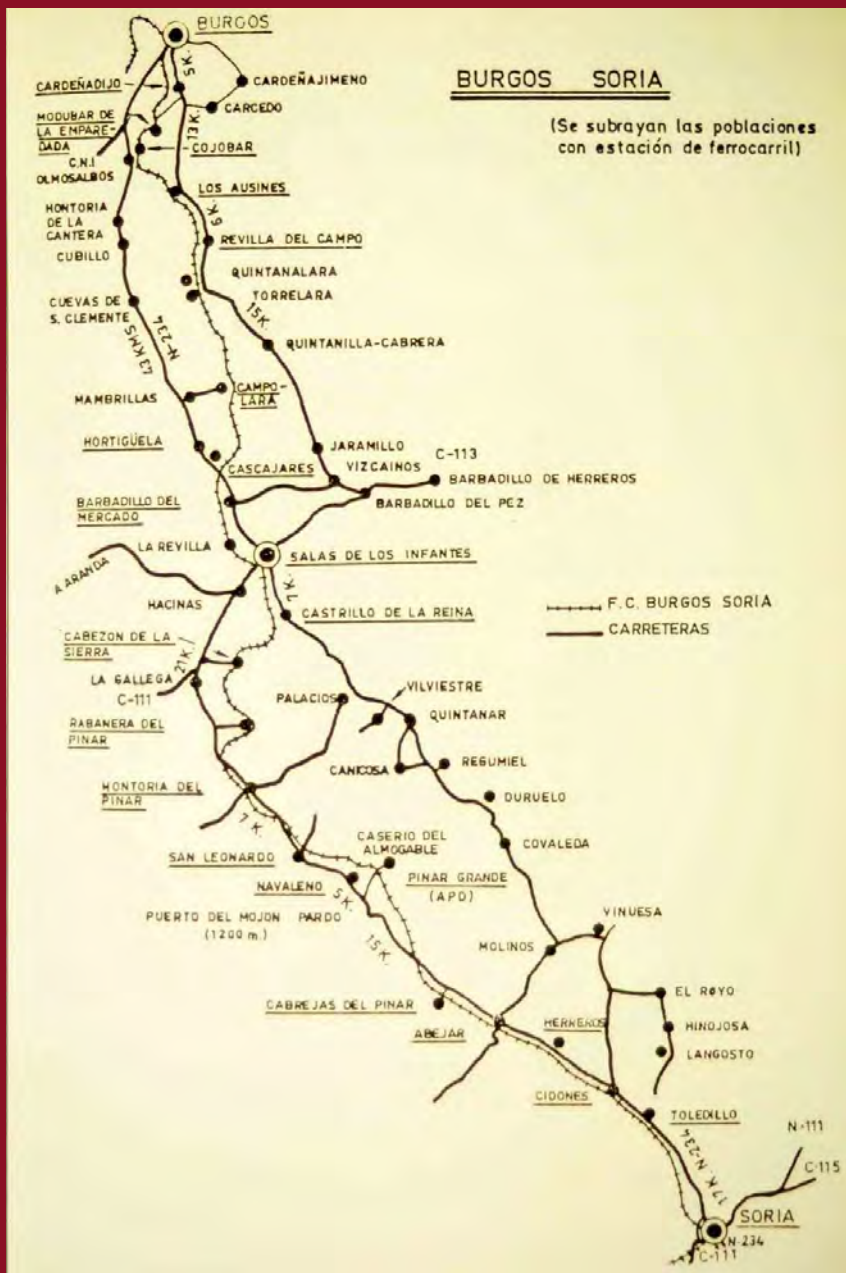 BURGOS
BURGOS SORIA
(Se subrayan las poblaciones
con estación de ferrocarril)
5K.
CARDEÑADIJO
CARDEÑAJIMENO
MODUBAR DE
LA EMPARE-
DADA
CARCEDO
13K.
COJOBAR
C.N.I
OLMOSALBOS
LOS AUSINES
6K.
HONTORIA
DE LA
CANTERA
REVILLA DEL CAMPO
CUBILLO
QUINTANALARA
TORRELARA
CUEVAS DE
S. CLEMENTE
15K.
43 KMS
N-234
QUINTANILLA-CABRERA
CAMPO-
LARA
MAMBRILLAS
HORTIGÜELA
JARAMILLO
C-113
CASCAJARES
VIZCAINOS
BARBADILLO DE HERREROS
BARBADILLO DEL
MERCADO
BARBADILLO DEL PEZ
LA REVILLA
SALAS DE LOS INFANTES
A ARANDA
7K.
HACINAS
CASTRILLO DE LA REINA
F.C. BURGOS SORIA
CARRETERAS
CABEZON DE LA
SIERRA
21K.
LA GALLEGA
C-111
PALACIOS
VILVIESTRE
QUINTANAR
RABANERA DEL
PINAR
CANICOSA
REGUMIEL
HONTORIA DEL
PINAR
DURUELO
7 K.
COVALEDA
SAN LEONARDO
CASERIO DEL
ALMOGABLE
NAVALENO
PINAR GRANDE
(APD)
5K.
PUERTO DEL MOJON PARDO
(1200 m.)
15K.
VINUESA
MOLINOS
EL ROYO
CABREJAS DEL PINAR
HERREROS
HINOJOSA
ABEJAR
LANGOSTO
CIDONES
TOLEDILLO
N-111
17K. N-234
C-115
SORIA
N-234
C-111